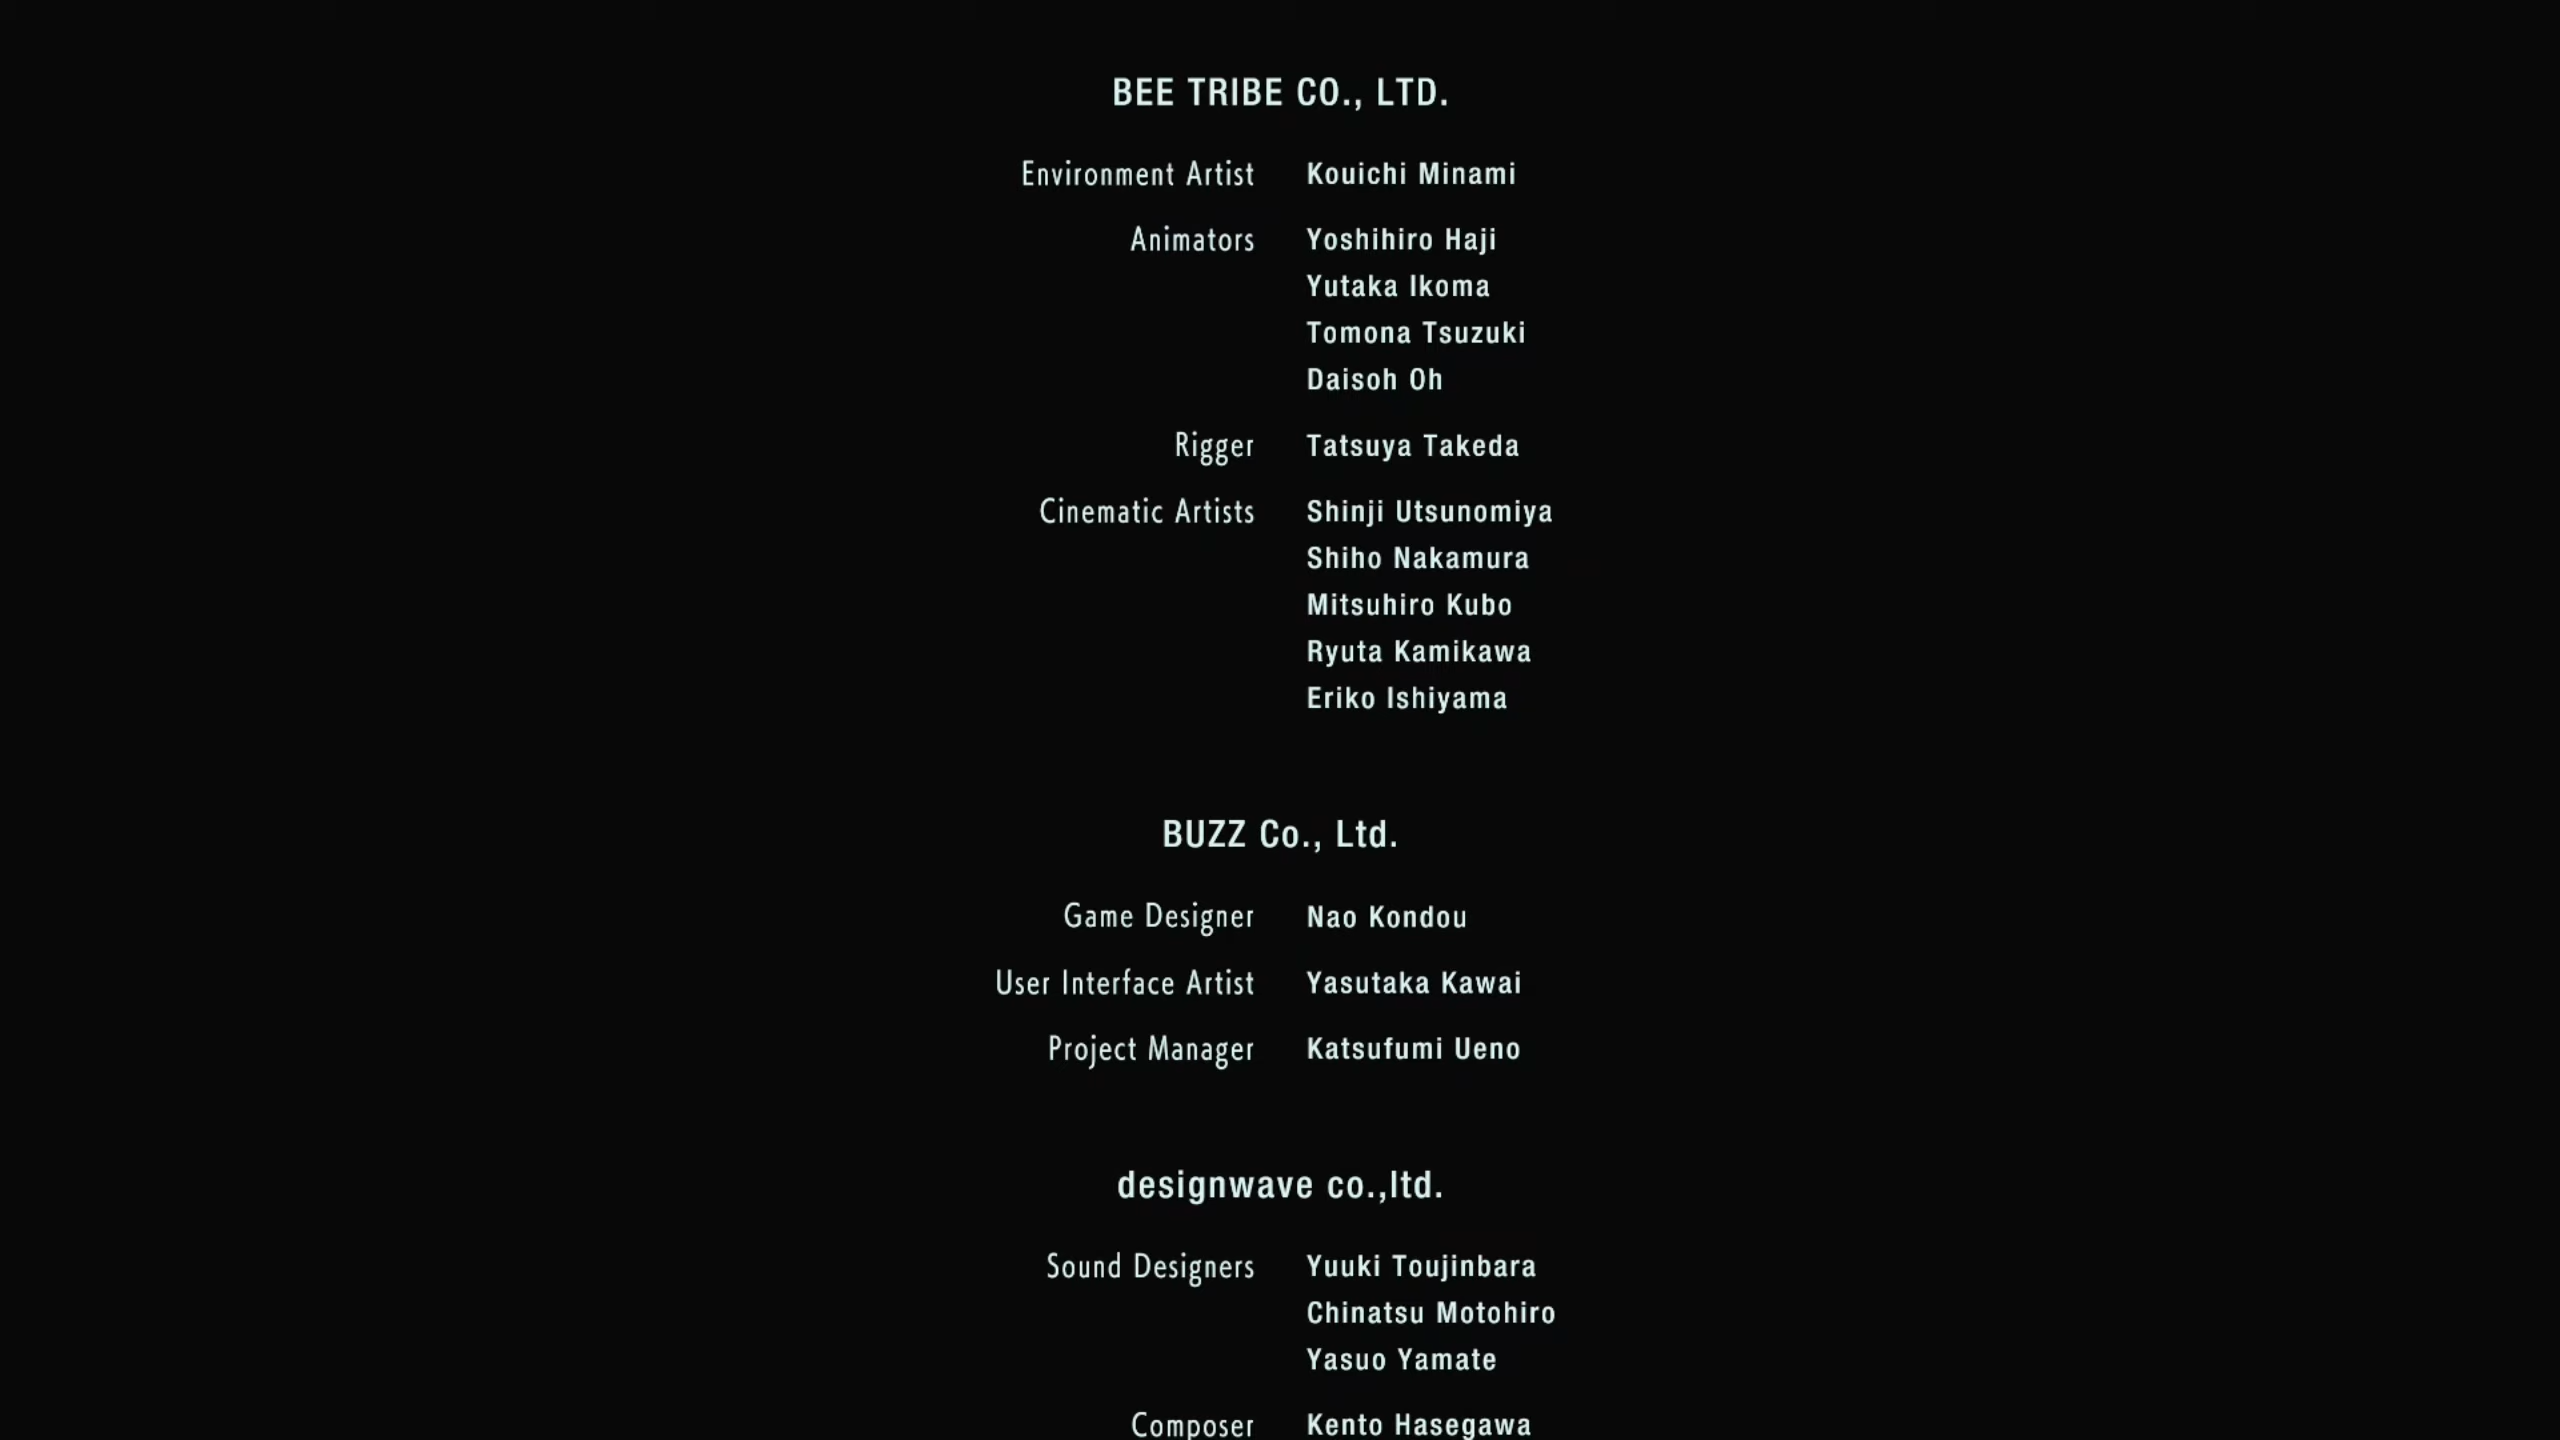 BEE TRIBE CO., LTD.
Environment Artist Kouichi Minami
Animators Yoshihiro Haji
Yutaka Ikoma
Tomona Tsuzuki
Daisoh Oh
Rigger Tatsuya Takeda
Cinematic Artists Shinji Utsunomiya
Shiho Nakamura
Mitsuhiro Kubo
Ryuta Kamikawa
Eriko Ishiyama
BUZZ Co., Ltd.
Game Designer Nao Kondou
User Interface Artist Yasutaka Kawai
Project Manager Katsufumi Ueno
designwave co.,ltd.
Sound Designers Yuuki Toujinbara
Chinatsu Motohiro
Yasuo Yamate
Composer Kento Hasegawa